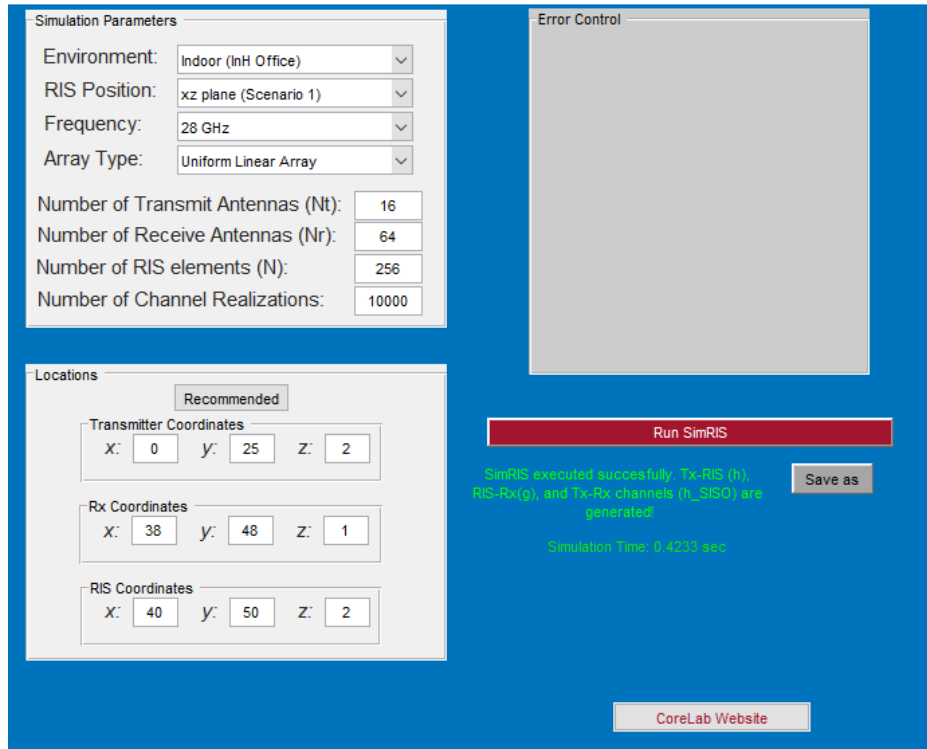 Simulation Parameters
Environment: Indoor (InH Office)
RIS Position: xz plane (Scenario 1)
Frequency: 28 GHz
Array Type: Uniform Linear Array
Number of Transmit Antennas (Nt): 16
Number of Receive Antennas (Nr): 64
Number of RIS elements (N): 256
Number of Channel Realizations: 10000
Locations
Recommended
Transmitter Coordinates
x: 0 y: 25 z: 2
Rx Coordinates
x: 38 y: 48 z: 1
RIS Coordinates
x: 40 y: 50 z: 2
Error Control
Run SimRIS
SimRIS executed succesfully. Tx-RIS (h),
RIS-Rx(g), and Tx-Rx channels (h_SISO) are
generated!
Save as
Simulation Time: 0.4233 sec
CoreLab Website